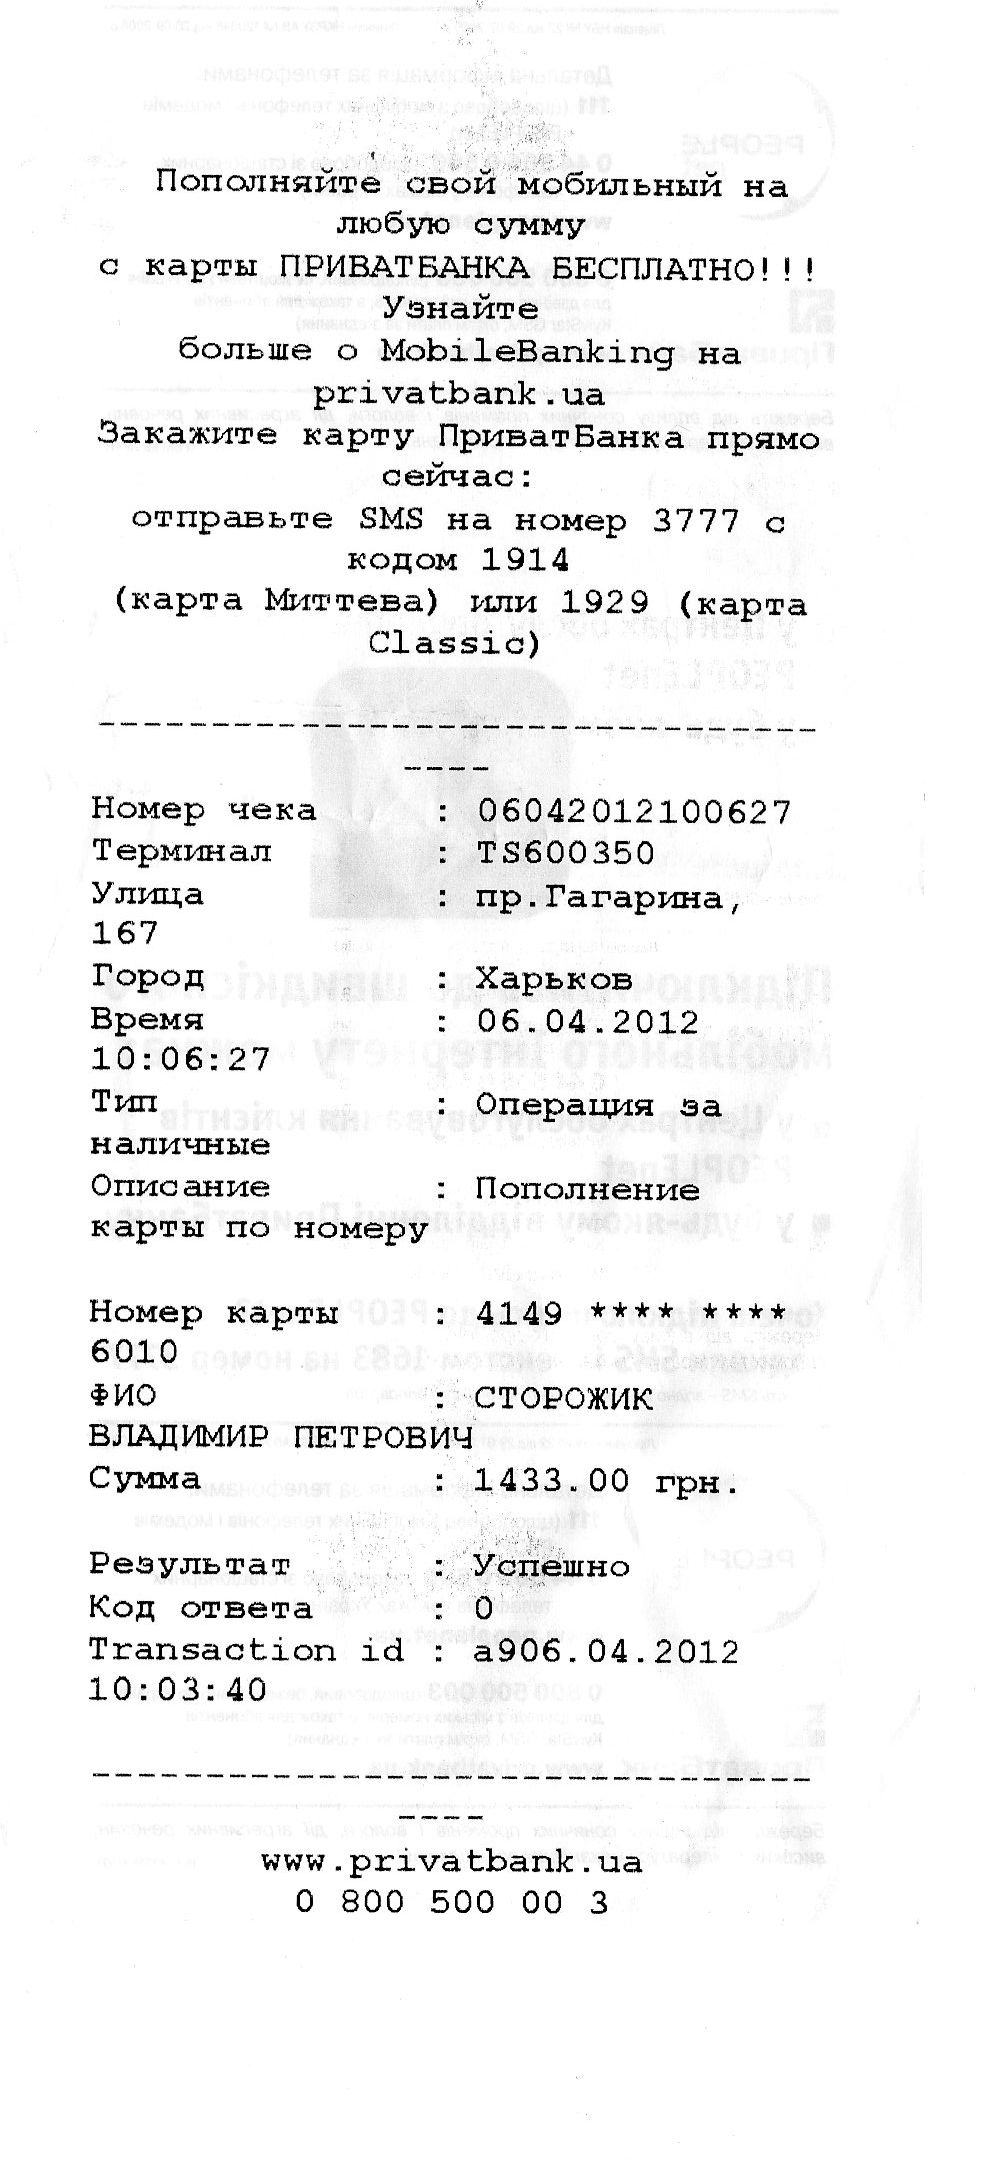 Пополняйте свой мобильный на
любую сумму
с карты ПРИВАТБАНКА БЕСПЛАТНО!!!
Узнайте
больше о MobileBanking на
privatbank.ua
Закажите карту ПриватБанка прямо
сейчас:
отправьте SMS на номер 3777 с
кодом 1914
(карта Миттева) или 1929 (карта
Classic)
--------------------------------
----
Номер чека : 06042012100627
Терминал : TS600350
Улица : пр.Гагарина,
167
Город : Харьков
Время : 06.04.2012
10:06:27
Тип : Операция за
наличные
Описание : Пополнение
карты по номеру
Номер карты : 4149 **** ****
6010
ФИО : СТОРОЖИК
ВЛАДИМИР ПЕТРОВИЧ
Сумма : 1433.00 грн.
Результат : Успешно
Код ответа : 0
Transaction id : a906.04.2012
10:03:40
--------------------------------
----
www.privatbank.ua
0 800 500 00 3